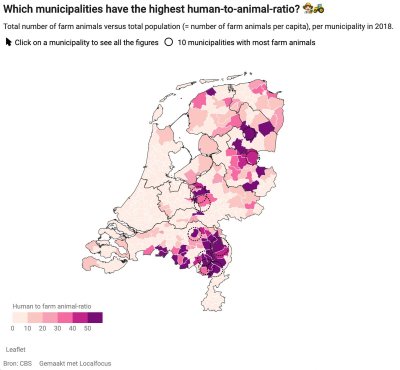 Which municipalities have the highest human-to-animal-ratio? 🧑‍🌾🚜
Total number of farm animals versus total population (= number of farm animals per capita), per municipality in 2018.
Click on a municipality to see all the figures 10 municipalities with most farm animals
Human to farm animal-ratio
0 10 20 30 40 50
Leaflet
Bron: CBS Gemaakt met Localfocus